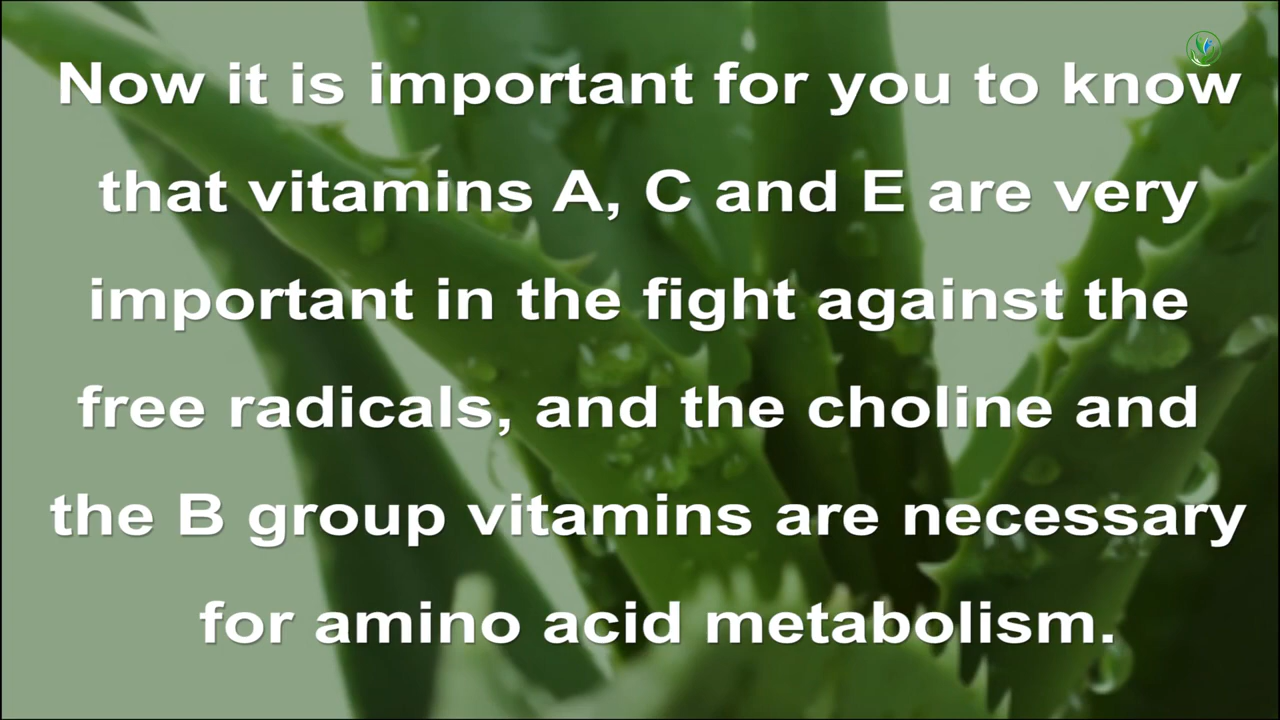 Now it is important for you to know
that vitamins A, C and E are very
important in the fight against the
free radicals, and the choline and
the B group vitamins are necessary
for amino acid metabolism.